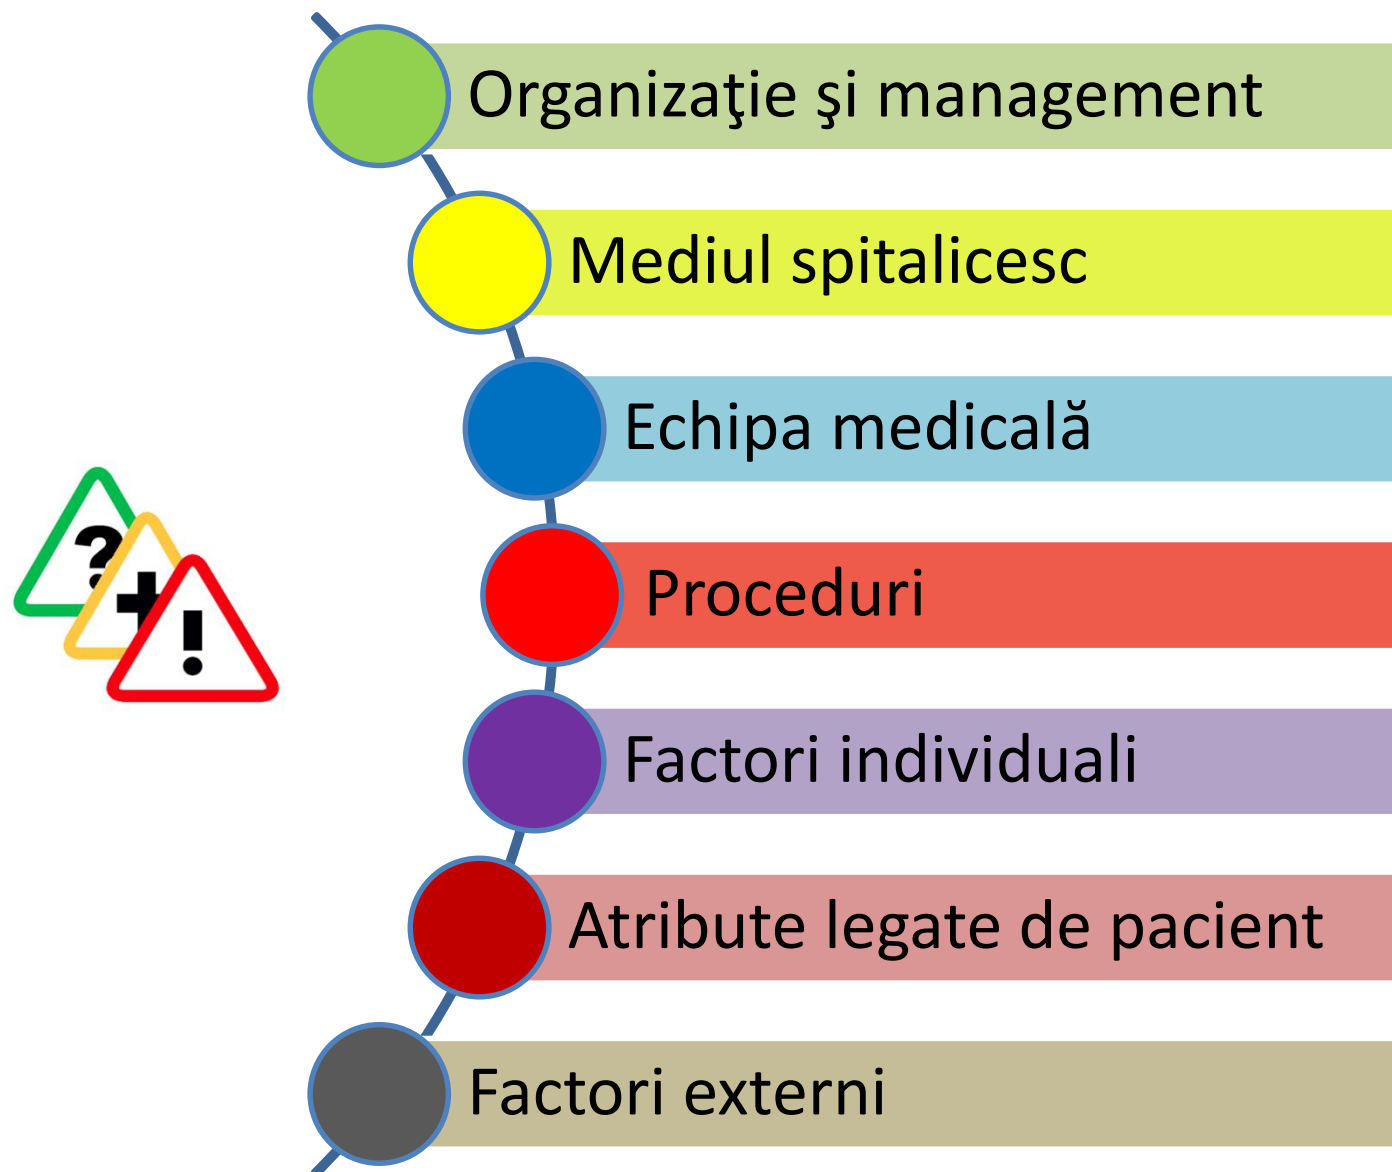 Organizaţie şi management
Mediul spitalicesc
Echipa medicală
?
+
!
Proceduri
Factori individuali
Atribute legate de pacient
Factori externi